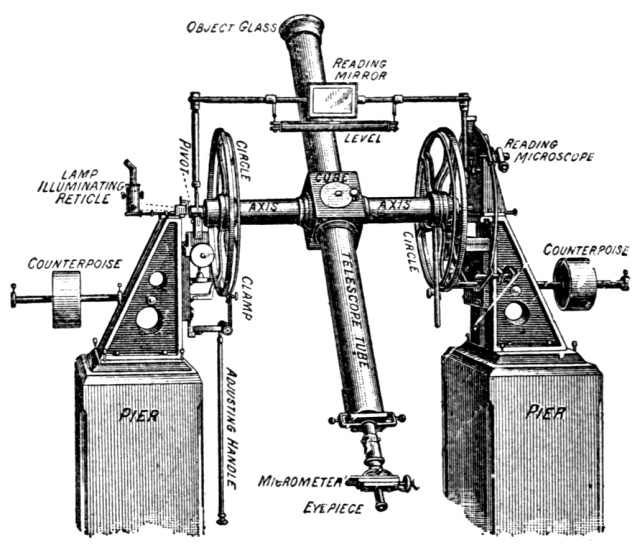 OBJECT GLASS
READING
MIRROR
LEVEL
PIVOT
CIRCLE
READING
MICROSCOPE
LAMP
ILLUMINATING
RETICLE
CUBE
AXIS
AXIS
CIRCLE
COUNTERPOISE
COUNTERPOISE
CLAMP
TELESCOPE TUBE
ADJUSTING HANDLE
PIER
PIER
MICROMETER
EYEPIECE